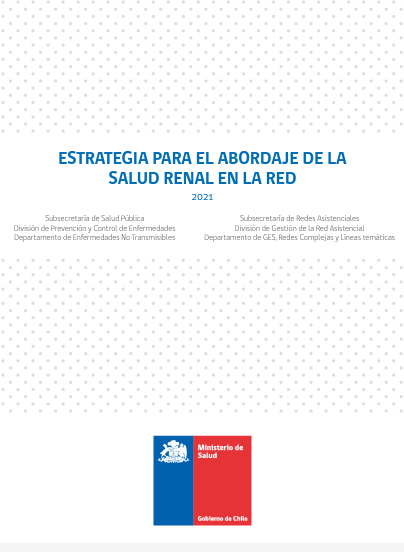 ESTRATEGIA PARA EL ABORDAJE DE LA
SALUD RENAL EN LA RED
2021
Subsecretaría de Salud Pública
División de Prevención y Control de Enfermedades
Departamento de Enfermedades No Transmisibles
Subsecretaría de Redes Asistenciales
División de Gestión de la Red Asistencial
Departamento de GES, Redes Complejas y Líneas temáticas
Ministerio de
Salud
Gobierno de Chile